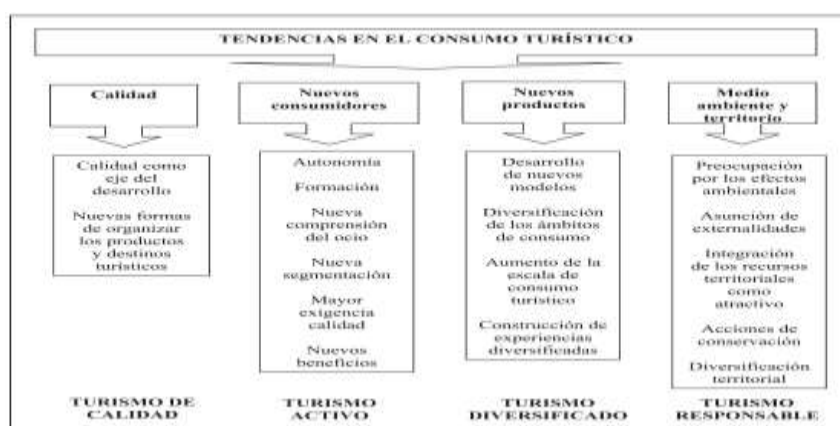 TENDENCIAS EN EL CONSUMO TURÍSTICO
Calidad
Calidad como
eje del
desarrollo
Nuevas formas
de organizar
los productos
y destinos
turísticos
TURISMO DE
CALIDAD
Nuevos
consumidores
Autonomía
Formación
Nueva
comprensión
del ocio
Nueva
segmentación
Mayor
exigencia
calidad
Nuevos
beneficios
TURISMO
ACTIVO
Nuevos
productos
Desarrollo
de nuevos
modelos
Diversificación
de los ámbitos
de consumo
Aumento de la
escala de
consumo
turístico
Construcción de
experiencias
diversificadas
TURISMO
DIVERSIFICADO
Medio
ambiente y
territorio
Preocupación
por los efectos
ambientales
Asunción de
externalidades
Integración
de los recursos
territoriales
como
atractivo
Acciones de
conservación
Diversificación
territorial
TURISMO
RESPONSABLE